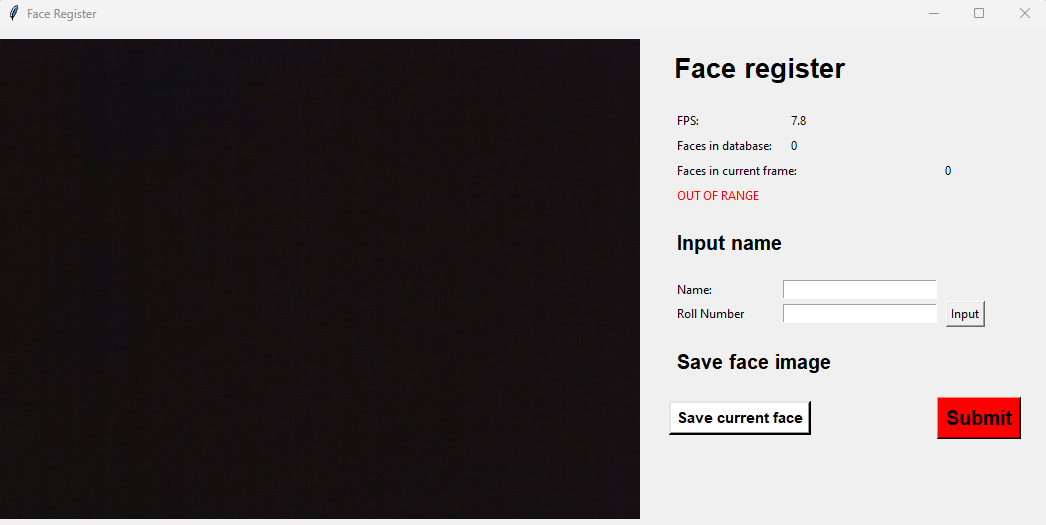 Face Register
Face register
FPS: 7.8
Faces in database: 0
Faces in current frame: 0
OUT OF RANGE
Input name
Name:
Roll Number Input
Save face image
Save current face Submit